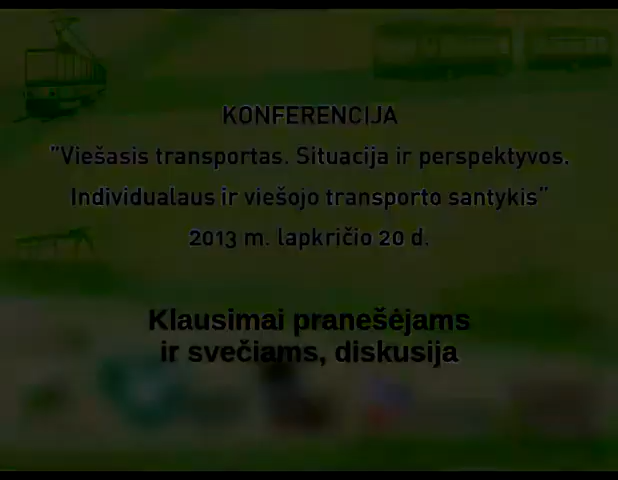 KONFERENCIJA
"Viešasis transportas. Situacija ir perspektyvos.
Individualaus ir viešojo transporto santykis"
2013 m. lapkričio 20 d.
Klausimai pranešėjams
ir svečiams, diskusija